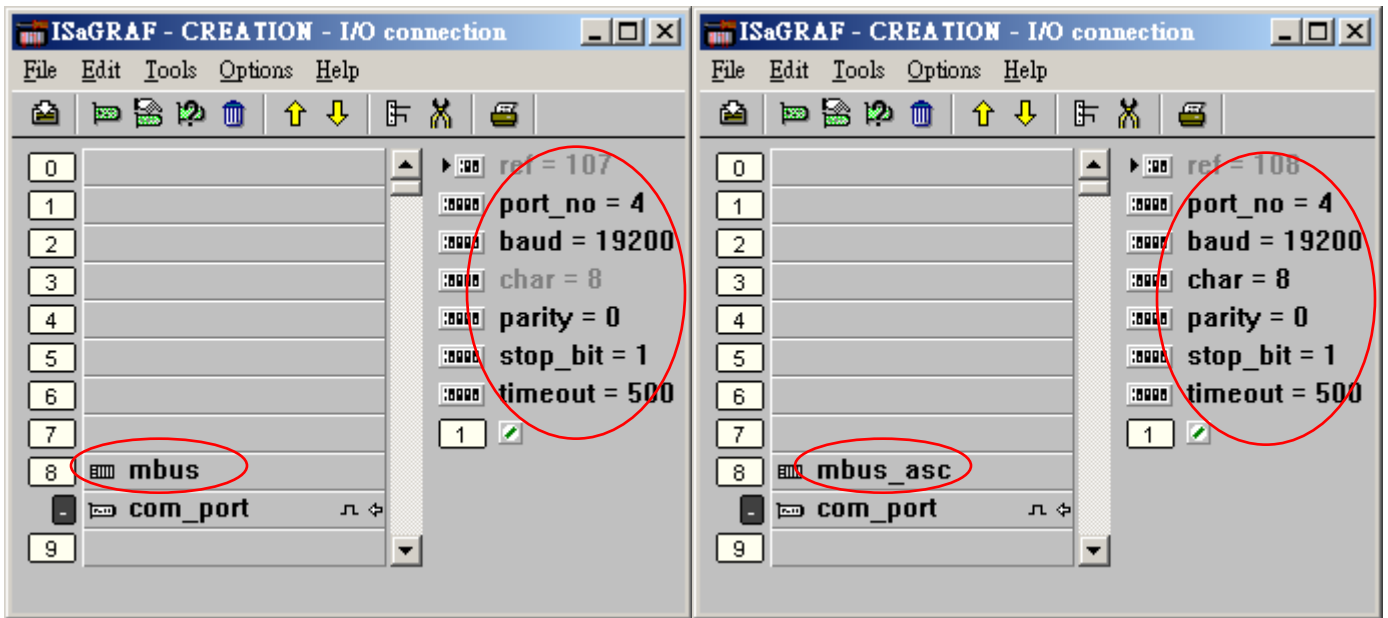 ISaGRAF - CREATION - I/O connection
File Edit Tools Options Help
0
1
2
3
4
5
6
7
8 mbus
- com_port
9
ref = 107
port_no = 4
baud = 19200
char = 8
parity = 0
stop_bit = 1
timeout = 500
1
ISaGRAF - CREATION - I/O connection
File Edit Tools Options Help
0
1
2
3
4
5
6
7
8 mbus_asc
- com_port
9
ref = 108
port_no = 4
baud = 19200
char = 8
parity = 0
stop_bit = 1
timeout = 500
1